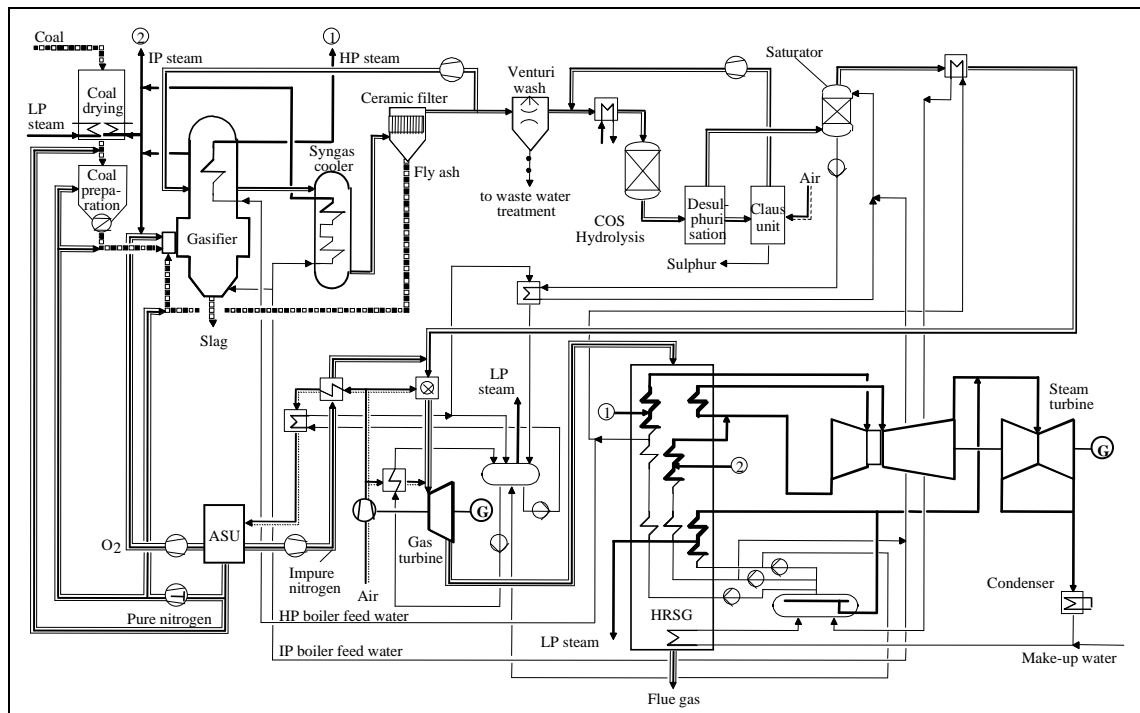 Coal
2
IP steam
1
HP steam
Coal
drying
LP
steam
Coal
prepa-
ration
Gasifier
Slag
Syngas
cooler
Ceramic filter
Fly ash
Venturi
wash
to waste water
treatment
COS
Hydrolysis
Desul-
phuri-
sation
Claus
unit
Air
Sulphur
Saturator
LP
steam
1
2
Steam
turbine
G
O2
ASU
Impure
nitrogen
Air
Gas
turbine
G
Pure nitrogen
HP boiler feed water
IP boiler feed water
LP steam
HRSG
Flue gas
Condenser
Make-up water